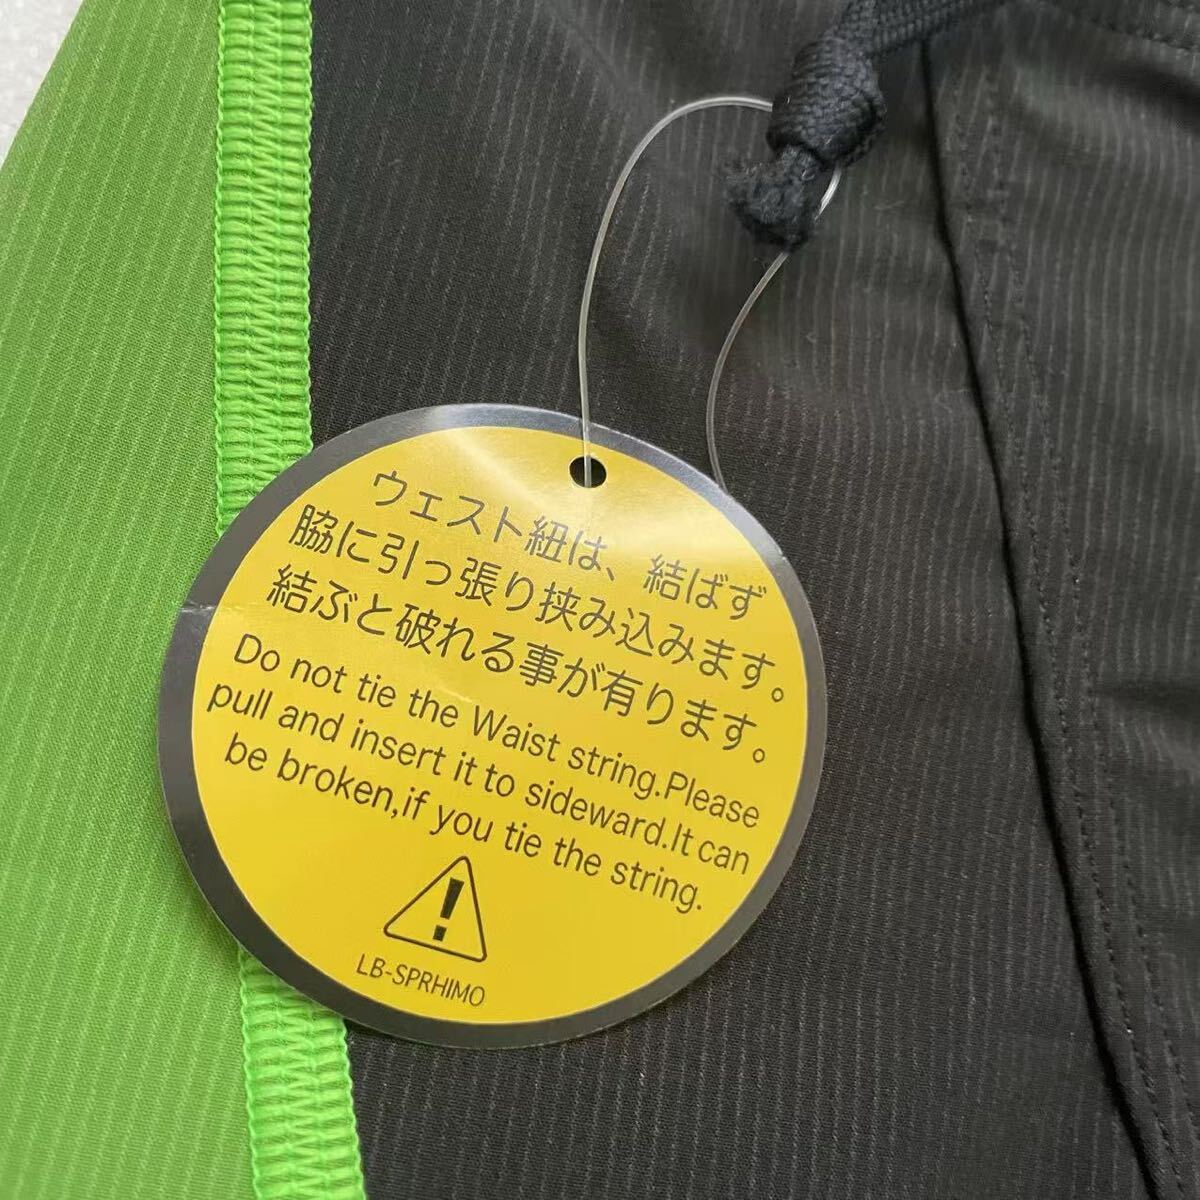 ウェスト紐は、結ばず
脇に引っ張り挟み込みます。
結ぶと破れる事が有ります。
Do not tie the Waist string.Please
pull and insert it to sideward.It can
be broken,if you tie the string.
LB-SPRHIMO